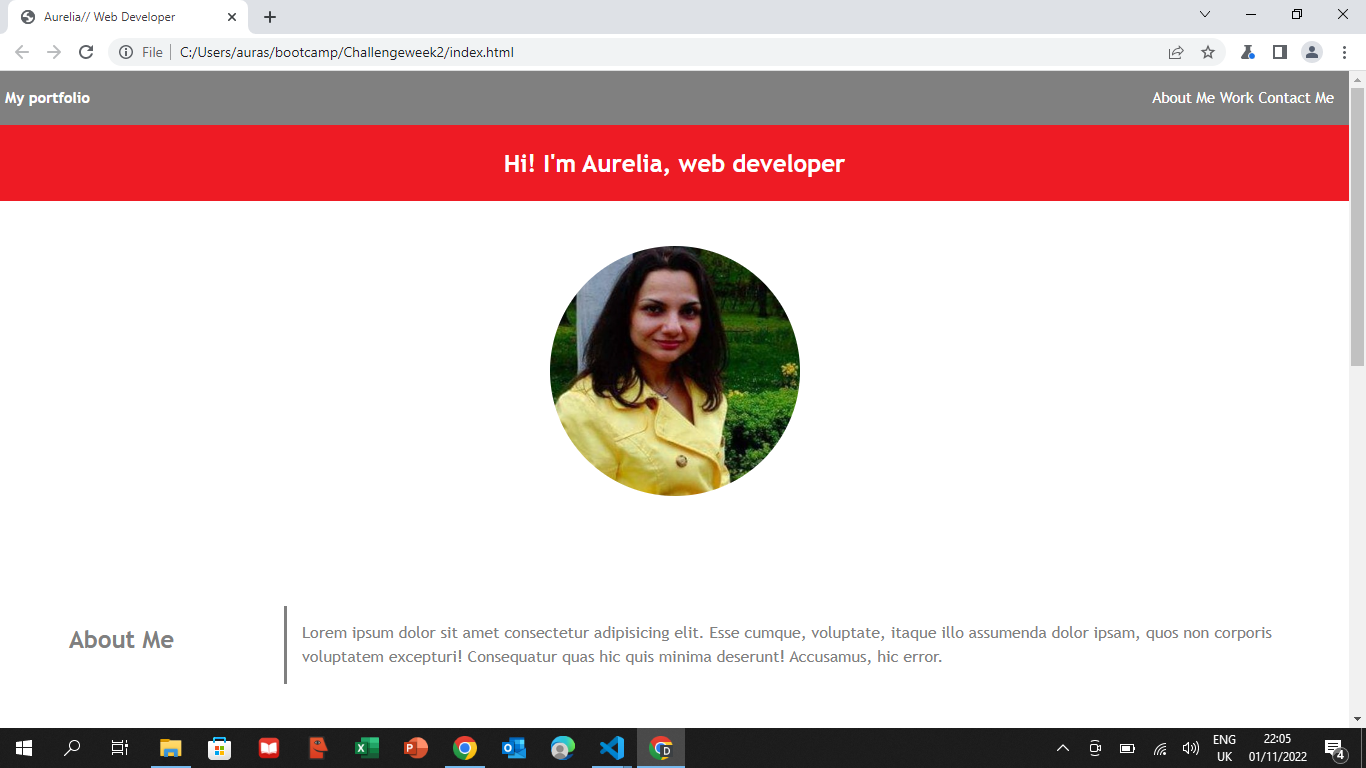 Aurelia// Web Developer
File
C:/Users/auras/bootcamp/Challengeweek2/index.html
My portfolio
About Me Work Contact Me
Hi! I'm Aurelia, web developer
About Me
Lorem ipsum dolor sit amet consectetur adipisicing elit. Esse cumque, voluptate, itaque illo assumenda dolor ipsam, quos non corporis
voluptatem excepturi! Consequatur quas hic quis minima deserunt! Accusamus, hic error.
ENG
UK
22:05
01/11/2022
4